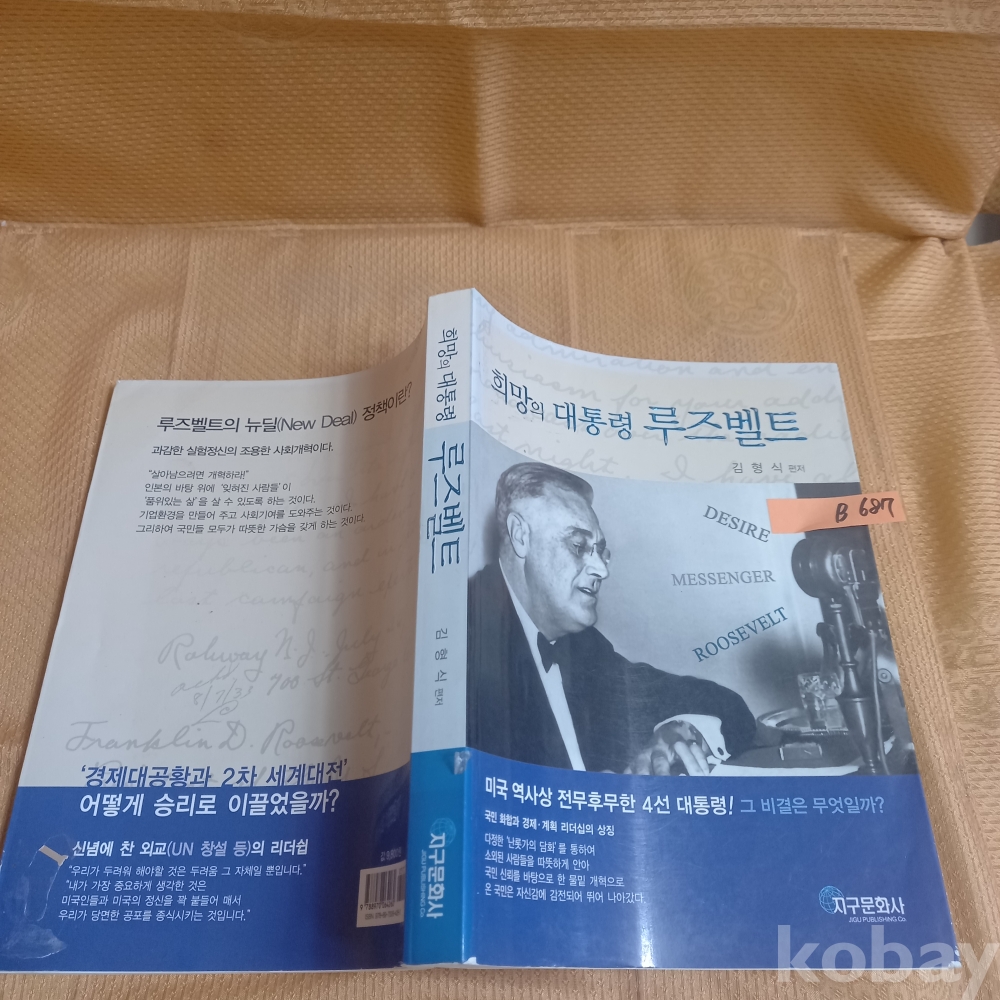 루즈벨트의 뉴딜(New Deal) 정책이란?
과감한 실험정신의 조용한 사회개혁이다.
"살아남으려면 개혁하라!"
인본의 바탕 위에 '잊혀진 사람들'이
'품위있는 삶'을 살 수 있도록 하는 것이다.
기업환경을 만들어 주고 사회기여를 도와주는 것이다.
그리하여 국민들 모두가 따뜻한 가슴을 갖게 하는 것이다.
Republican and
campaign
Rahway N.J. July
700 St.
Franklin D. Roosevelt,
'경제대공황과 2차 세계대전'
어떻게 승리로 이끌었을까?
신념에 찬 외교(UN 창설 등)의 리더쉽
"우리가 두려워 해야할 것은 두려움 그 자체일 뿐입니다."
"내가 가장 중요하게 생각한 것은
미국인들과 미국의 정신을 꽉 붙들어 매서
우리가 당면한 공포를 종식시키는 것입니다."
희망의 대통령 루즈벨트
김 형 식 편저
지구문화사
JIGU PUBLISHING Co.
admiration and
희망의 대통령 루즈벨트
김 형 식 편저
B 687
DESIRE
MESSENGER
ROOSEVELT
미국 역사상 전무후무한 4선 대통령! 그 비결은 무엇일까?
국민 화합과 경제·계획 리더십의 상징
다정한 '난롯가의 담화'를 통하여
소외된 사람들을 따뜻하게 안아
국민 신뢰를 바탕으로 한 물밑 개혁으로
온 국민은 자신감에 감전되어 뛰어 나아갔다.
지구문화사
JIGU PUBLISHING Co.
kobay